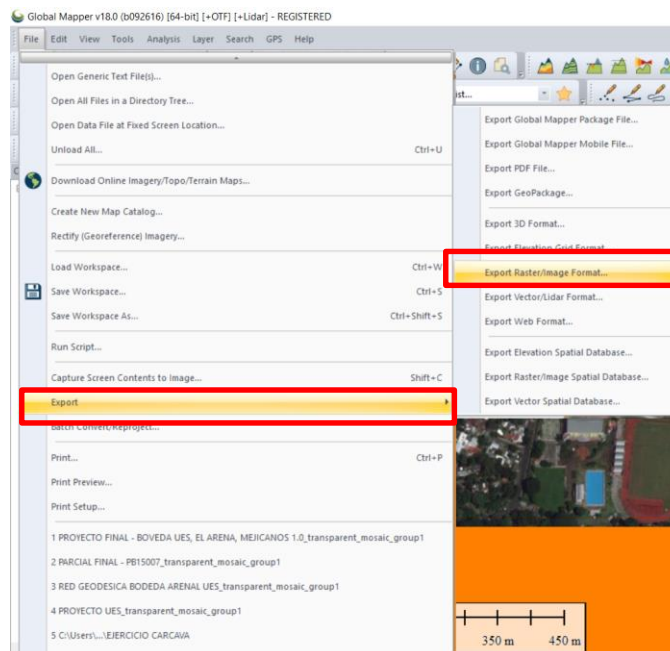 Global Mapper v18.0 (b092616) [64-bit] [+OTF] [+Lidar] - REGISTERED
File Edit View Tools Analysis Layer Search GPS Help
Open Generic Text File(s)...
Open All Files in a Directory Tree...
Open Data File at Fixed Screen Location...
Unload All... Ctrl+U
Download Online Imagery/Topo/Terrain Maps...
Create New Map Catalog...
Rectify (Georeference) Imagery...
Load Workspace... Ctrl+W
Save Workspace... Ctrl+S
Save Workspace As... Ctrl+Shift+S
Run Script...
Capture Screen Contents to Image... Shift+C
Export
Batch Convert/Reproject...
Print... Ctrl+P
Print Preview...
Print Setup...
1 PROYECTO FINAL - BOVEDA UES, EL ARENA, MEJICANOS 1.0_transparent_mosaic_group1
2 PARCIAL FINAL - PB15007_transparent_mosaic_group1
3 RED GEODESICA BODEDA ARENAL UES_transparent_mosaic_group1
4 PROYECTO UES_transparent_mosaic_group1
5 C:\Users\...\EJERCICIO CARCAVA
ist...
Export Global Mapper Package File...
Export Global Mapper Mobile File...
Export PDF File...
Export GeoPackage...
Export 3D Format...
Export Elevation Grid Format...
Export Raster/Image Format...
Export Vector/Lidar Format...
Export Web Format...
Export Elevation Spatial Database...
Export Raster/Image Spatial Database...
Export Vector Spatial Database...
350 m 450 m